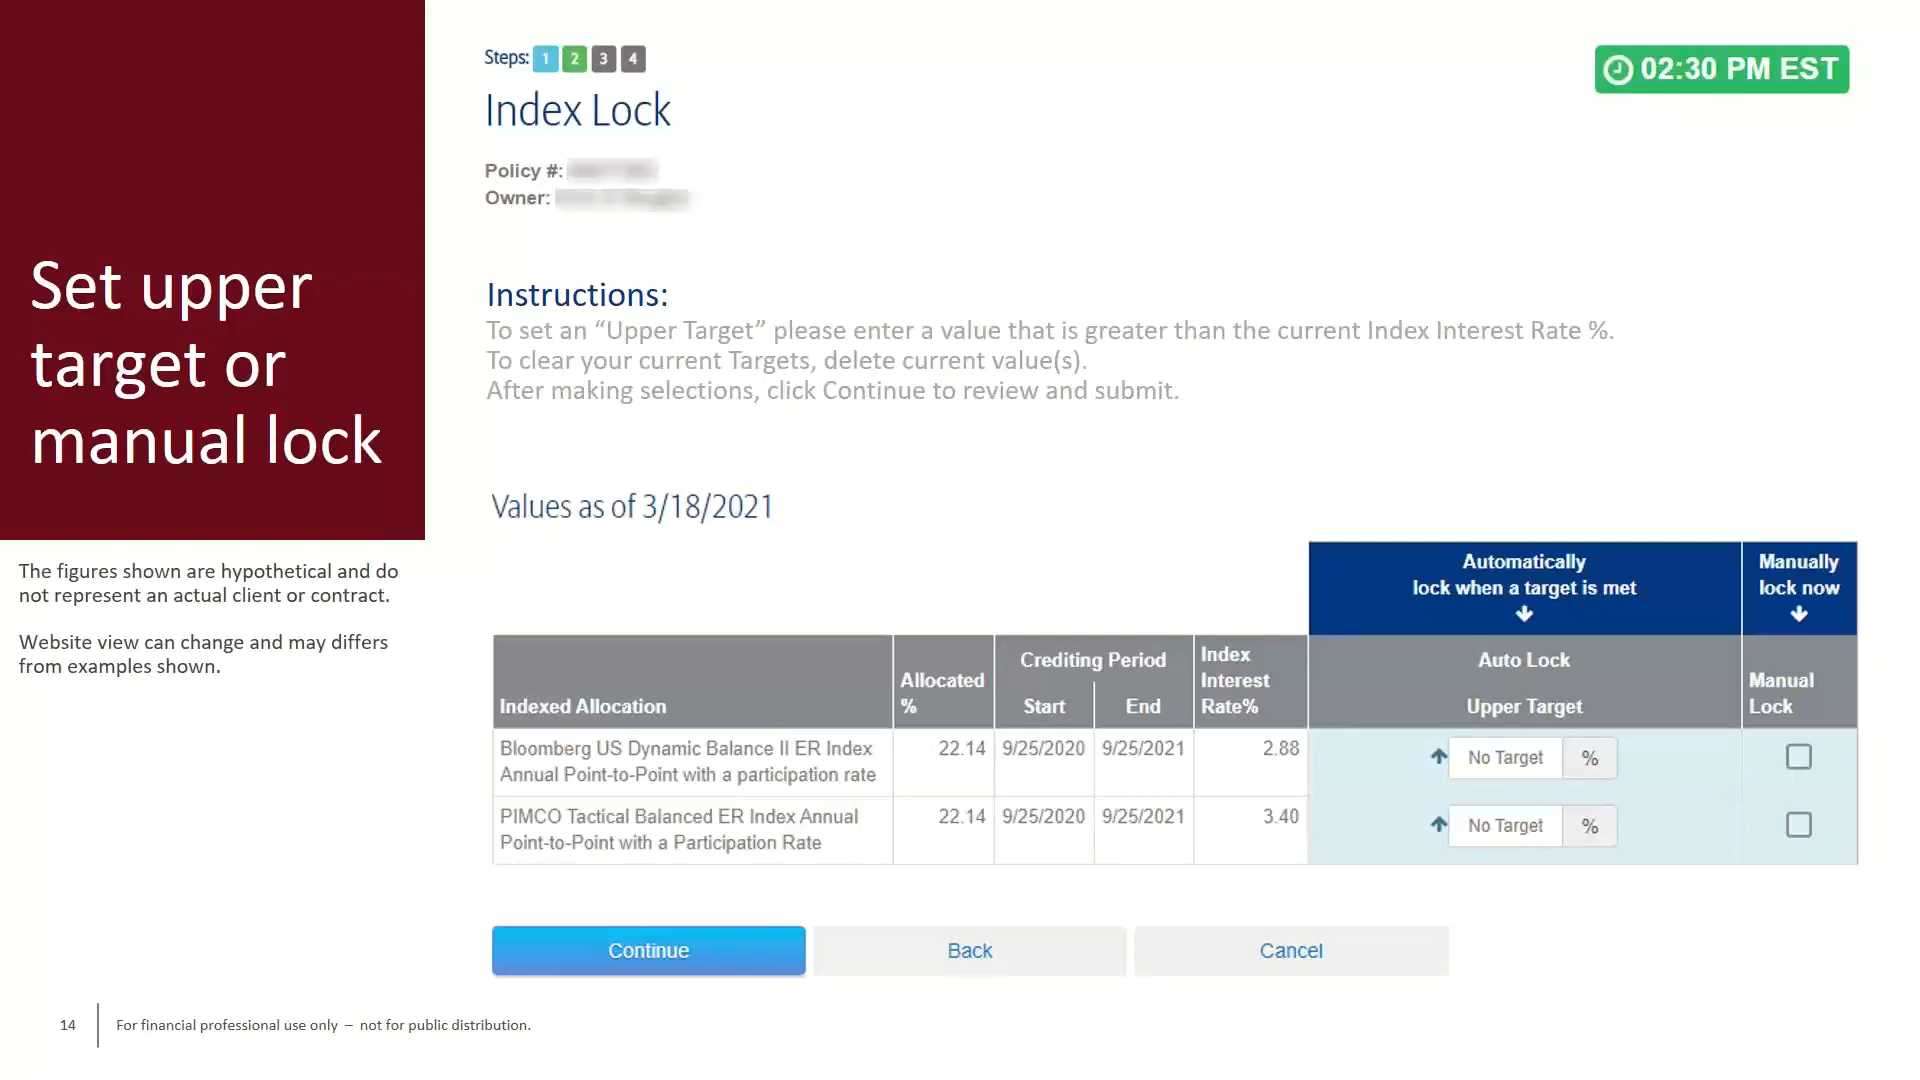 Set upper
target or
manual lock
The figures shown are hypothetical and do
not represent an actual client or contract.
Website view can change and may differs
from examples shown.
Steps: 1 2 3 4
02:30 PM EST
Index Lock
Policy #:
Owner:
Instructions:
To set an “Upper Target” please enter a value that is greater than the current Index Interest Rate %.
To clear your current Targets, delete current value(s).
After making selections, click Continue to review and submit.
Values as of 3/18/2021
Automatically
lock when a target is met
Manually
lock now
Indexed Allocation
Allocated
%
Crediting Period
Start End
Index
Interest
Rate%
Auto Lock
Upper Target
Manual
Lock
Bloomberg US Dynamic Balance II ER Index
Annual Point-to-Point with a participation rate
22.14 9/25/2020 9/25/2021 2.88 No Target %
PIMCO Tactical Balanced ER Index Annual
Point-to-Point with a Participation Rate
22.14 9/25/2020 9/25/2021 3.40 No Target %
Continue Back Cancel
14 For financial professional use only – not for public distribution.